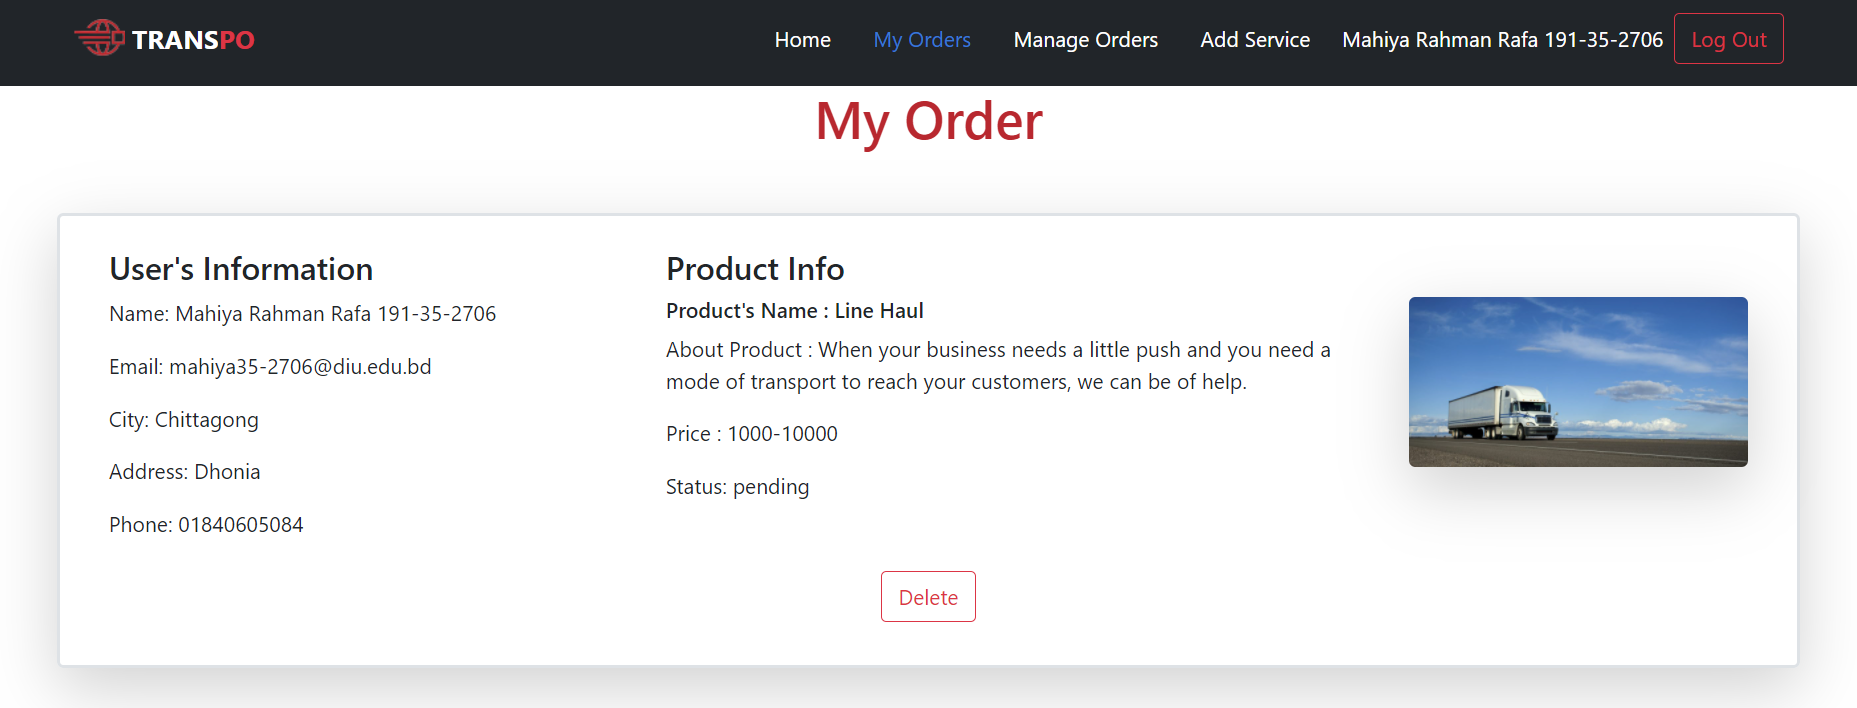 TRANSPO
Home
My Orders
Manage Orders
Add Service
Mahiya Rahman Rafa 191-35-2706
Log Out
My Order
User's Information
Name: Mahiya Rahman Rafa 191-35-2706
Email: mahiya35-2706@diu.edu.bd
City: Chittagong
Address: Dhonia
Phone: 01840605084
Product Info
Product's Name : Line Haul
About Product : When your business needs a little push and you need a
mode of transport to reach your customers, we can be of help.
Price : 1000-10000
Status: pending
Delete